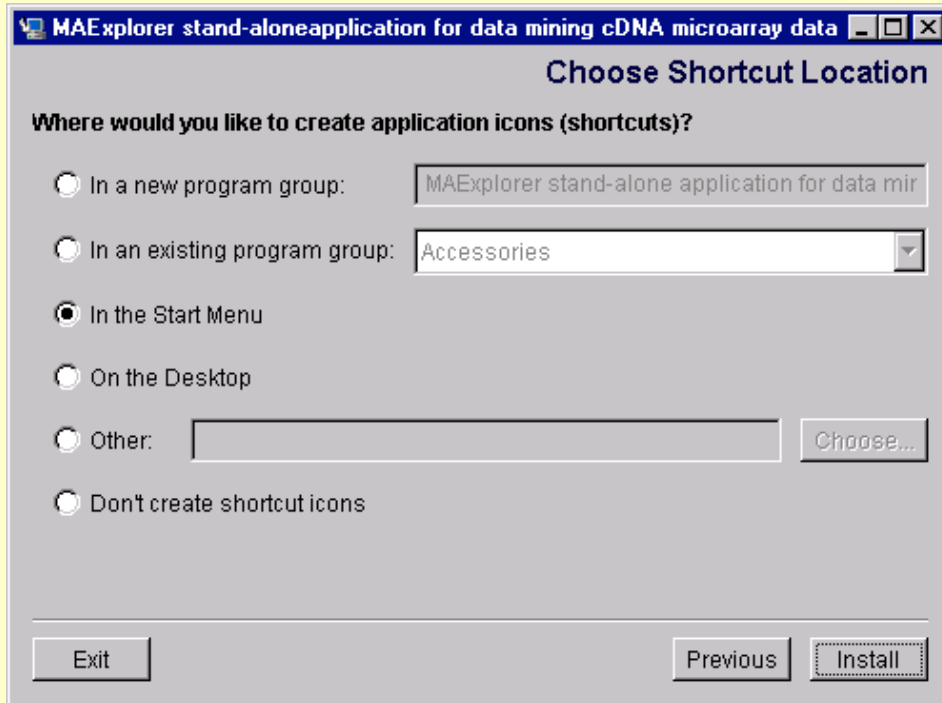 MAExplorer stand-aloneapplication for data mining cDNA microarray data
Choose Shortcut Location
Where would you like to create application icons (shortcuts)?
In a new program group: MAExplorer stand-alone application for data mir
In an existing program group: Accessories
In the Start Menu
On the Desktop
Other: Choose...
Don't create shortcut icons
Exit Previous Install